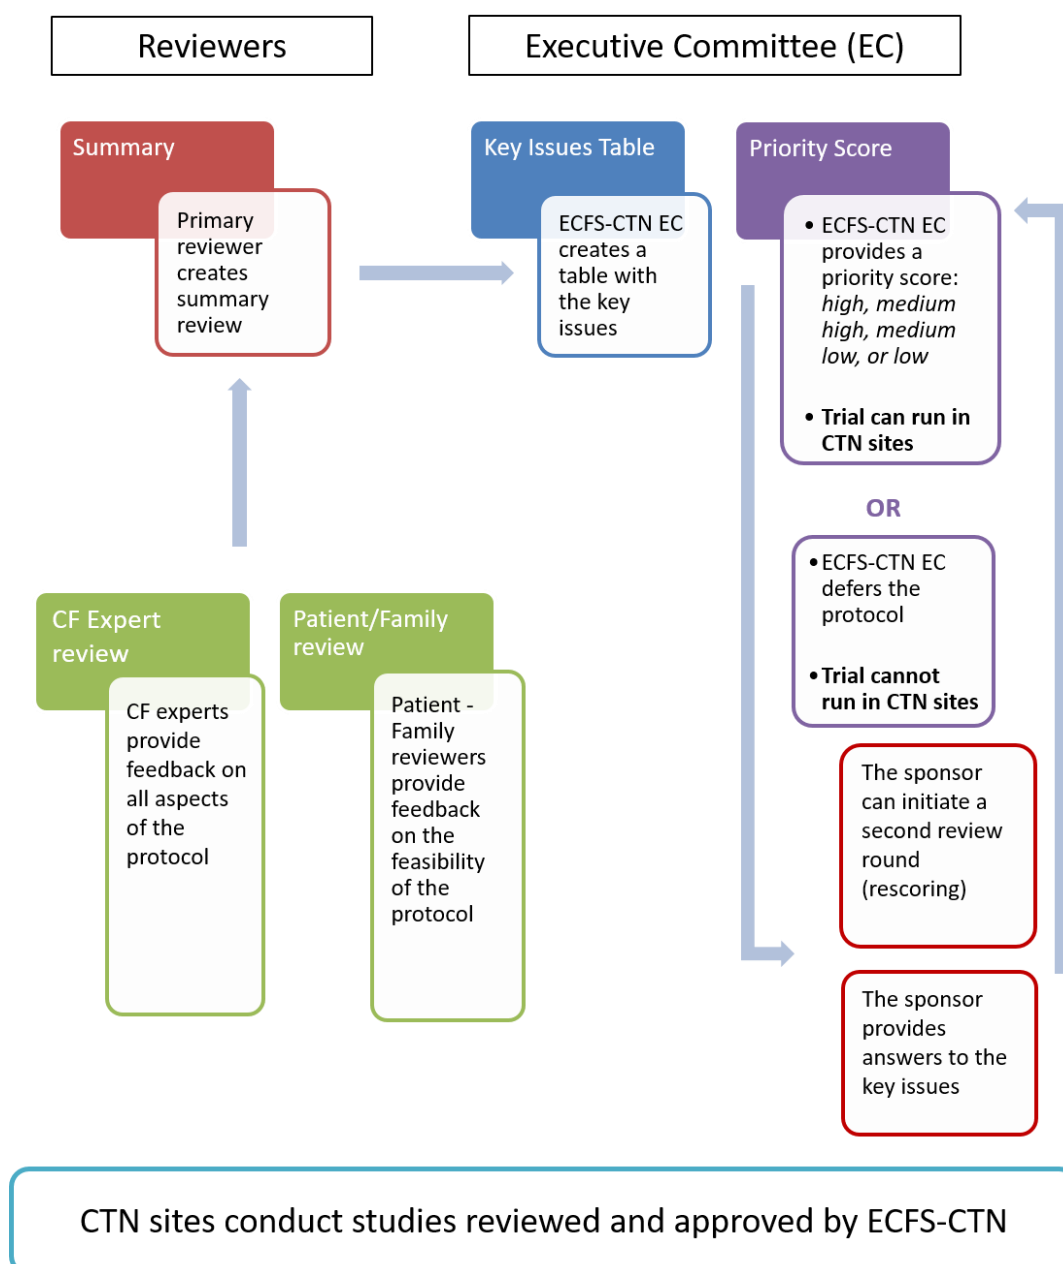 Reviewers
Executive Committee (EC)
Summary
Primary
reviewer
creates
summary
review
Key Issues Table
ECFS-CTN EC
creates a
table with
the key
issues
Priority Score
• ECFS-CTN EC
provides a
priority score:
high, medium
high, medium
low, or low
• Trial can run in
CTN sites
OR
• ECFS-CTN EC
defers the
protocol
• Trial cannot
run in CTN sites
CF Expert
review
CF experts
provide
feedback on
all aspects
of the
protocol
Patient/Family
review
Patient -
Family
reviewers
provide
feedback
on the
feasibility
of the
protocol
The sponsor
can initiate a
second review
round
(rescoring)
The sponsor
provides
answers to the
key issues
CTN sites conduct studies reviewed and approved by ECFS-CTN